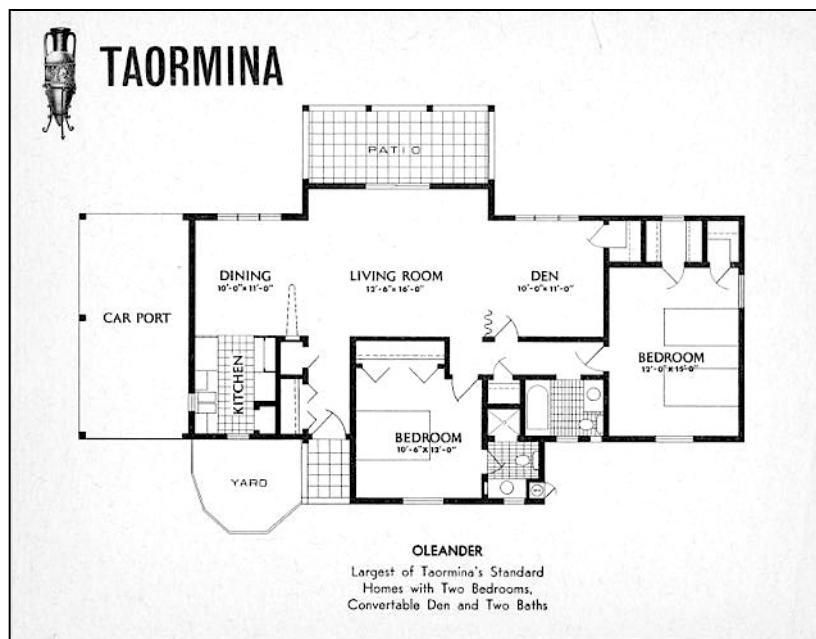 TAORMINA
PATIO
DINING
10'-0" x 11'-0"
LIVING ROOM
12'-6" x 16'-0"
DEN
10'-0" x 11'-0"
CAR PORT
KITCHEN
BEDROOM
12'-0" X 15'-0"
BEDROOM
10'-6" X 12'-0"
YARD
OLEANDER
Largest of Taormina's Standard
Homes with Two Bedrooms,
Convertable Den and Two Baths